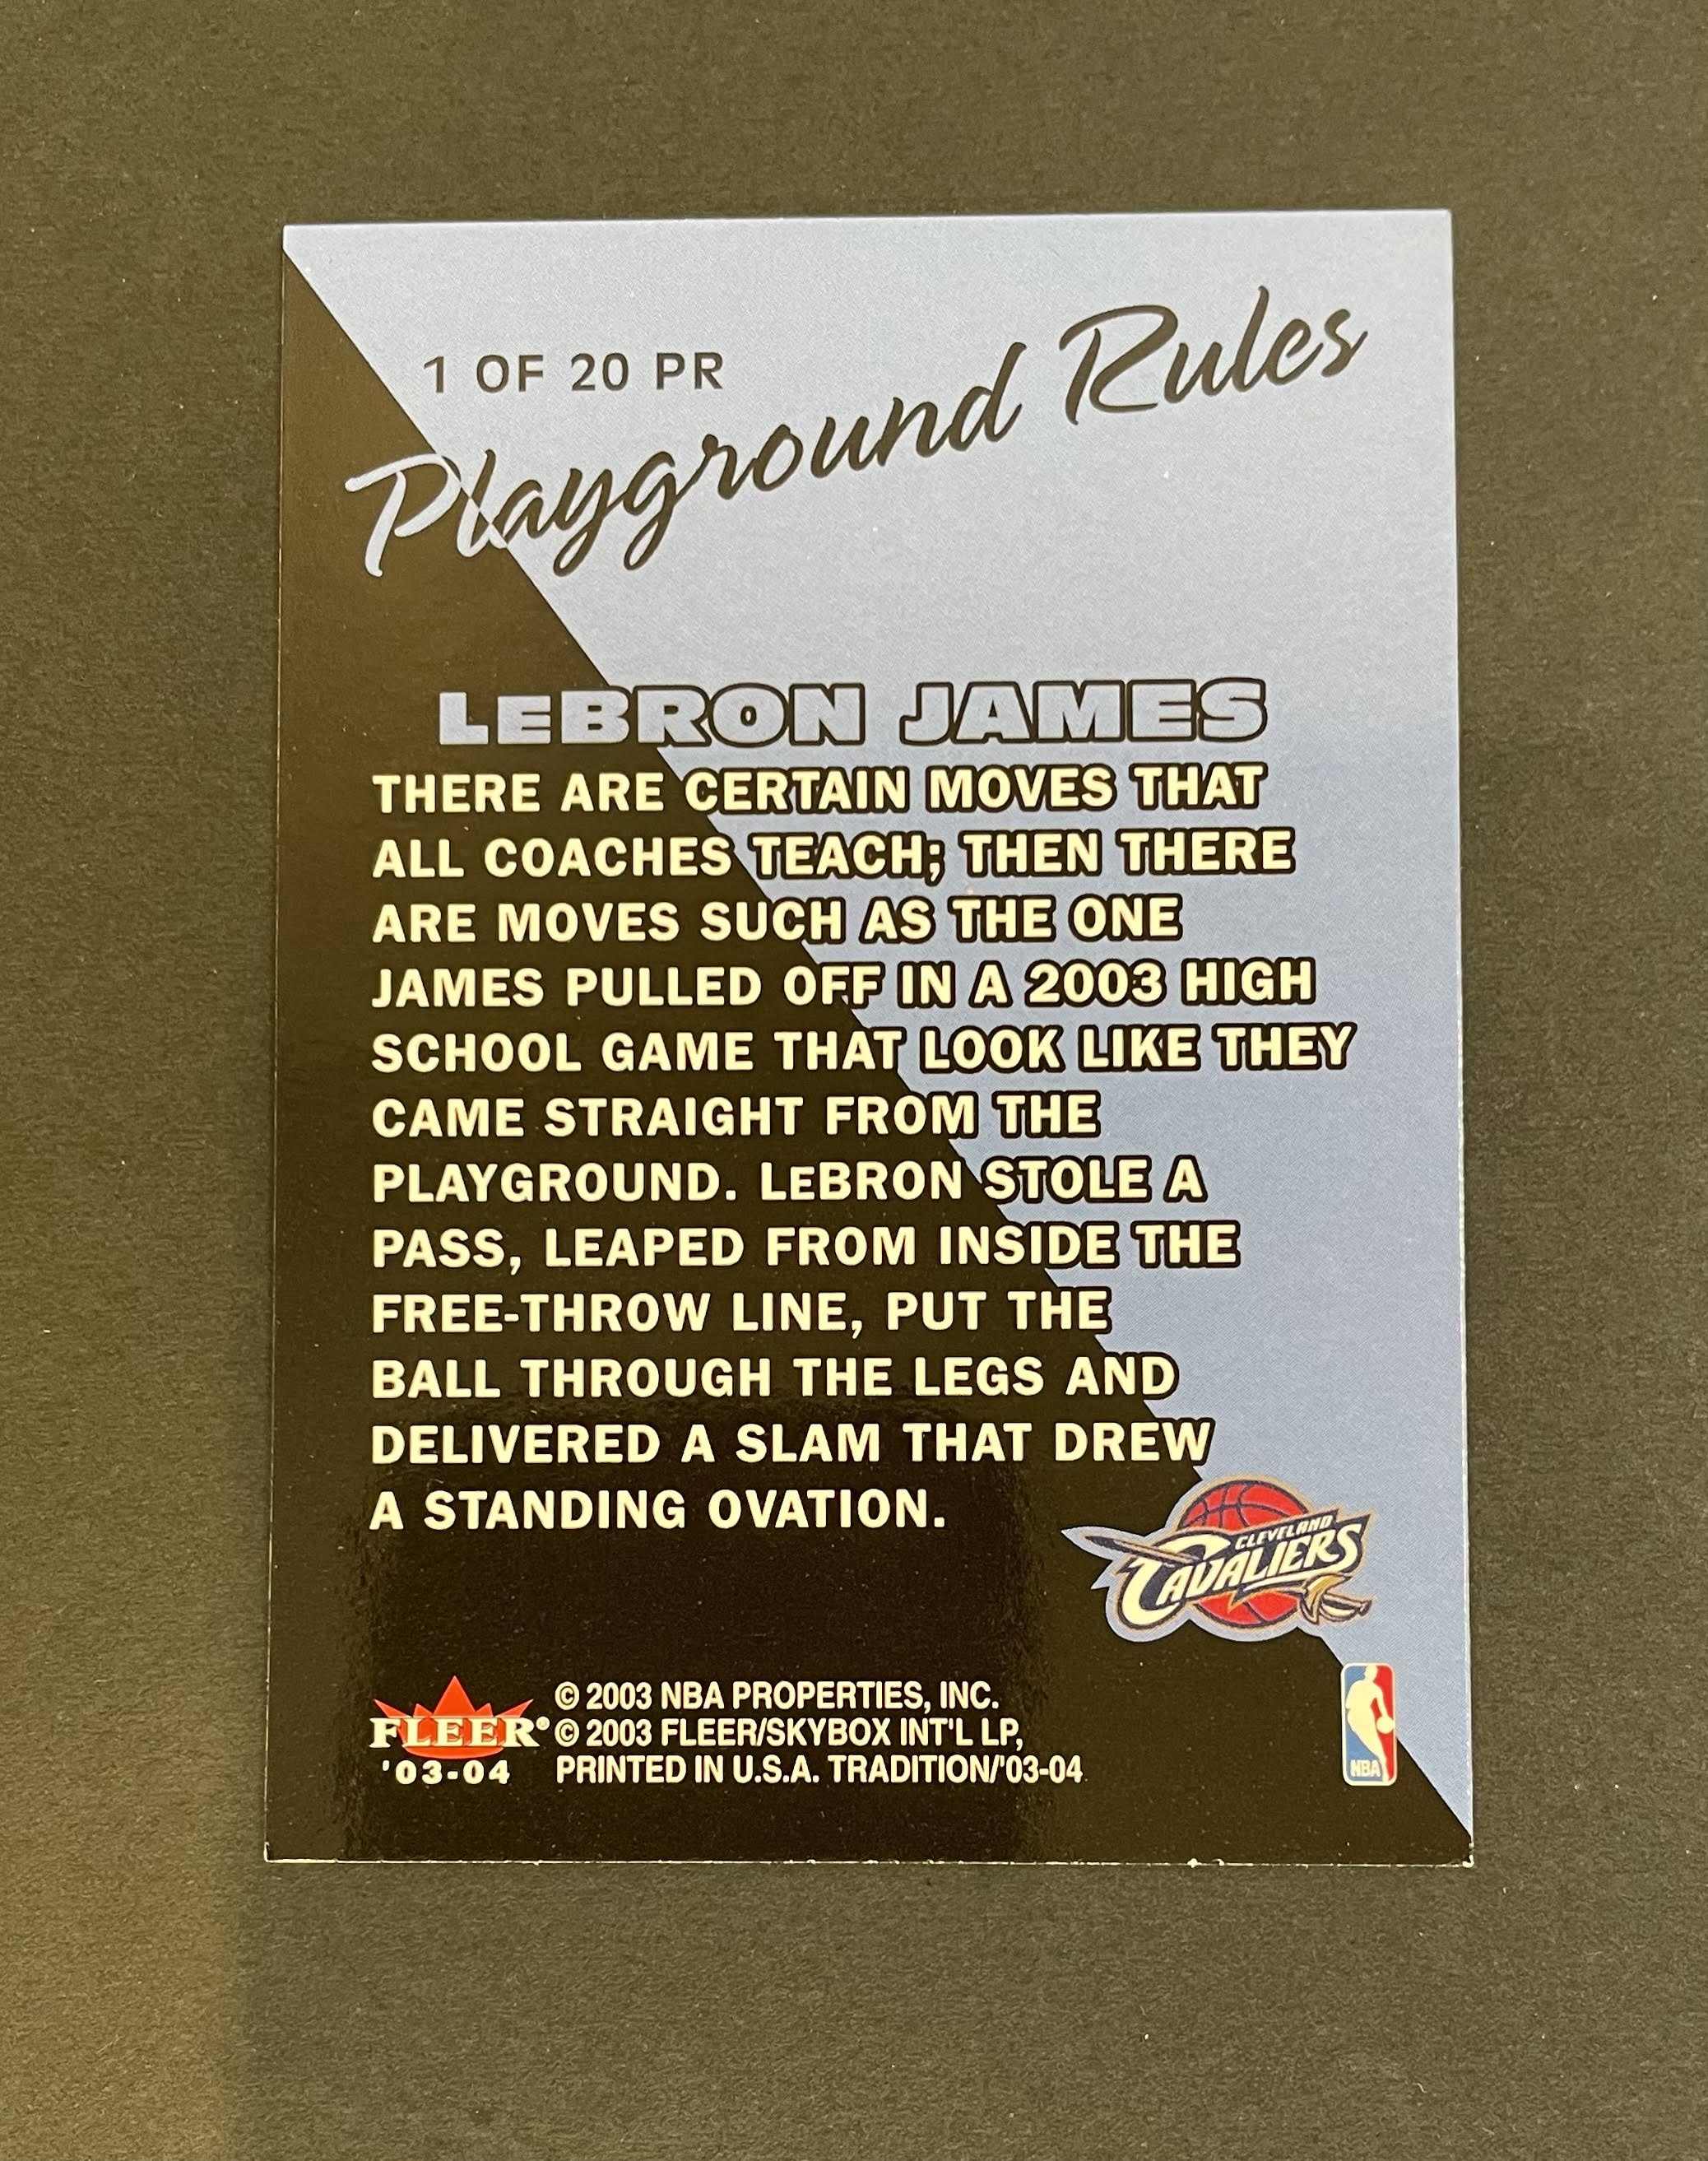 1 OF 20 PR
Playground Rules
LeBRON JAMES
THERE ARE CERTAIN MOVES THAT
ALL COACHES TEACH; THEN THERE
ARE MOVES SUCH AS THE ONE
JAMES PULLED OFF IN A 2003 HIGH
SCHOOL GAME THAT LOOK LIKE THEY
CAME STRAIGHT FROM THE
PLAYGROUND. LeBRON STOLE A
PASS, LEAPED FROM INSIDE THE
FREE-THROW LINE, PUT THE
BALL THROUGH THE LEGS AND
DELIVERED A SLAM THAT DREW
A STANDING OVATION.
CLEVELAND
CAVALIERS
FLEER®
'03-04
© 2003 NBA PROPERTIES, INC.
© 2003 FLEER/SKYBOX INT'L LP,
PRINTED IN U.S.A. TRADITION/'03-04
NBA